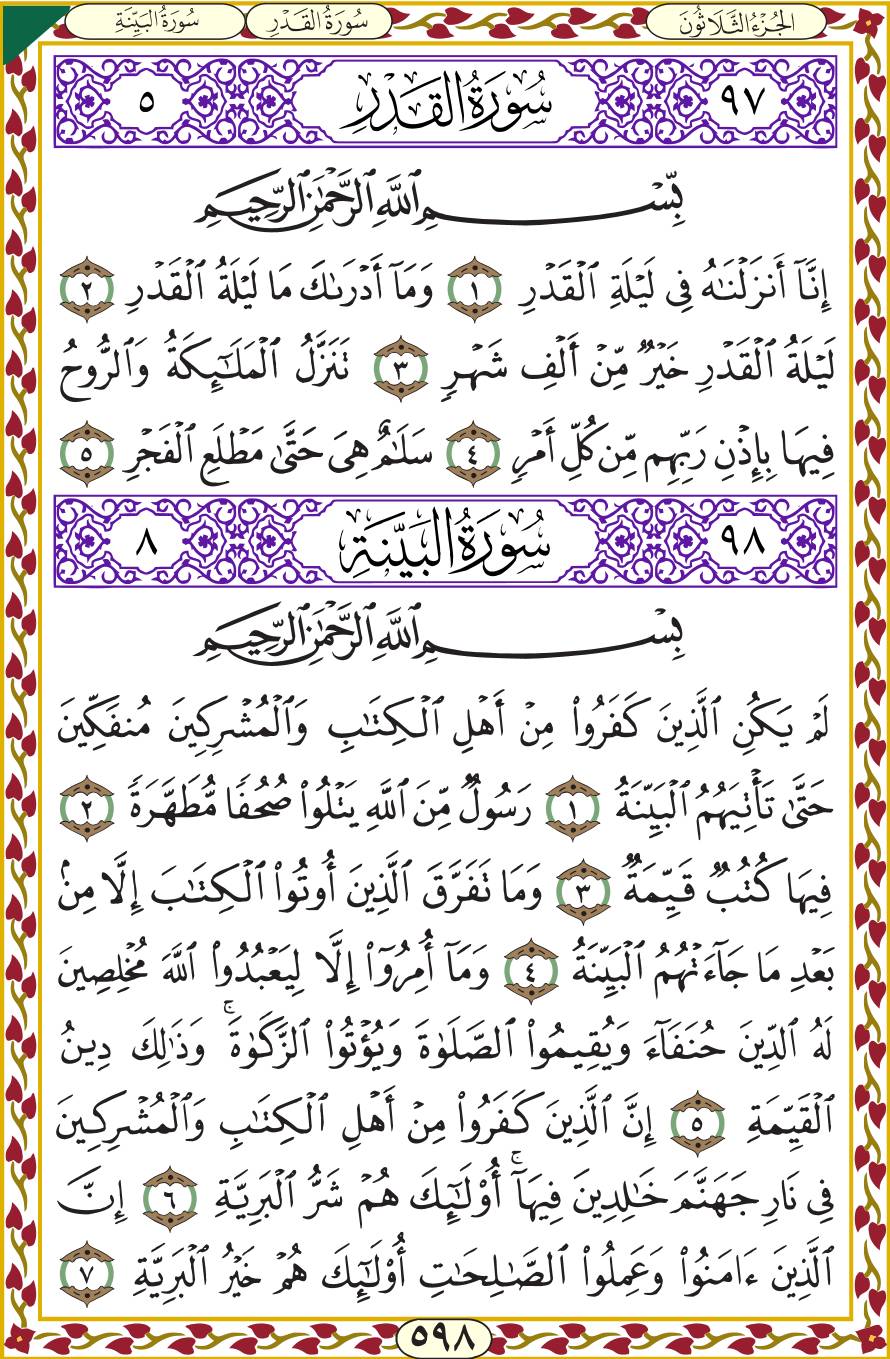 الجُزْءُ الثَّلَاثُونَ سُورَةُ القَدْرِ سُورَةُ البَيِّنَةِ
٩٧ سُورَةُ القَدْرِ ٥
بِّسْمِ ٱللَّهِ ٱلرَّحْمَٰنِ ٱلرَّحِيمِ
إِنَّآ أَنزَلْنَٰهُ فِى لَيْلَةِ ٱلْقَدْرِ ١ وَمَآ أَدْرَىٰكَ مَا لَيْلَةُ ٱلْقَدْرِ ٢
لَيْلَةُ ٱلْقَدْرِ خَيْرٌ مِّنْ أَلْفِ شَهْرٍ ٣ تَنَزَّلُ ٱلْمَلَٰٓئِكَةُ وَٱلرُّوحُ
فِيهَا بِإِذْنِ رَبِّهِم مِّن كُلِّ أَمْرٍ ٤ سَلَٰمٌ هِىَ حَتَّىٰ مَطْلَعِ ٱلْفَجْرِ ٥
٩٨ سُورَةُ البَيِّنَةِ ٨
بِسْمِ ٱللَّهِ ٱلرَّحْمَٰنِ ٱلرَّحِيمِ
لَمْ يَكُنِ ٱلَّذِينَ كَفَرُوا۟ مِنْ أَهْلِ ٱلْكِتَٰبِ وَٱلْمُشْرِكِينَ مُنفَكِّينَ
حَتَّىٰ تَأْتِيَهُمُ ٱلْبَيِّنَةُ ١ رَسُولٌ مِّنَ ٱللَّهِ يَتْلُوا۟ صُحُفًا مُّطَهَّرَةً ٢
فِيهَا كُتُبٌ قَيِّمَةٌ ٣ وَمَا تَفَرَّقَ ٱلَّذِينَ أُوتُوا۟ ٱلْكِتَٰبَ إِلَّا مِنۢ
بَعْدِ مَا جَآءَتْهُمُ ٱلْبَيِّنَةُ ٤ وَمَآ أُمِرُوٓا۟ إِلَّا لِيَعْبُدُوا۟ ٱللَّهَ مُخْلِصِينَ
لَهُ ٱلدِّينَ حُنَفَآءَ وَيُقِيمُوا۟ ٱلصَّلَوٰةَ وَيُؤْتُوا۟ ٱلزَّكَوٰةَ ۚ وَذَٰلِكَ دِينُ
ٱلْقَيِّمَةِ ٥ إِنَّ ٱلَّذِينَ كَفَرُوا۟ مِنْ أَهْلِ ٱلْكِتَٰبِ وَٱلْمُشْرِكِينَ
فِى نَارِ جَهَنَّمَ خَٰلِدِينَ فِيهَآ ۚ أُو۟لَٰٓئِكَ هُمْ شَرُّ ٱلْبَرِيَّةِ ٦ إِنَّ
ٱلَّذِينَ ءَامَنُوا۟ وَعَمِلُوا۟ ٱلصَّٰلِحَٰتِ أُو۟لَٰٓئِكَ هُمْ خَيْرُ ٱلْبَرِيَّةِ ٧
٥٩٨